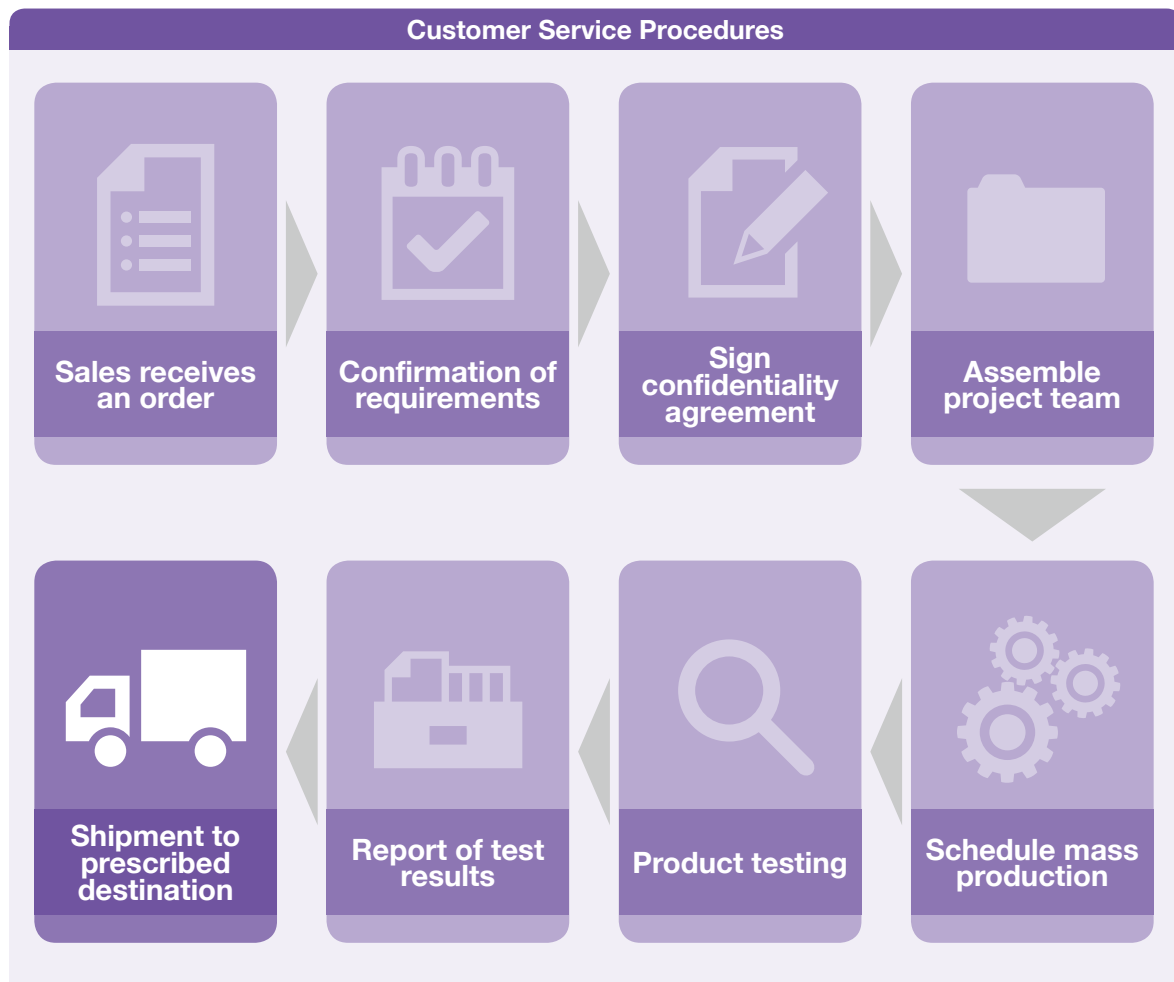 Customer Service Procedures
Sales receives
an order
Confirmation of
requirements
Sign
confidentiality
agreement
Assemble
project team
Schedule mass
production
Product testing
Report of test
results
Shipment to
prescribed
destination